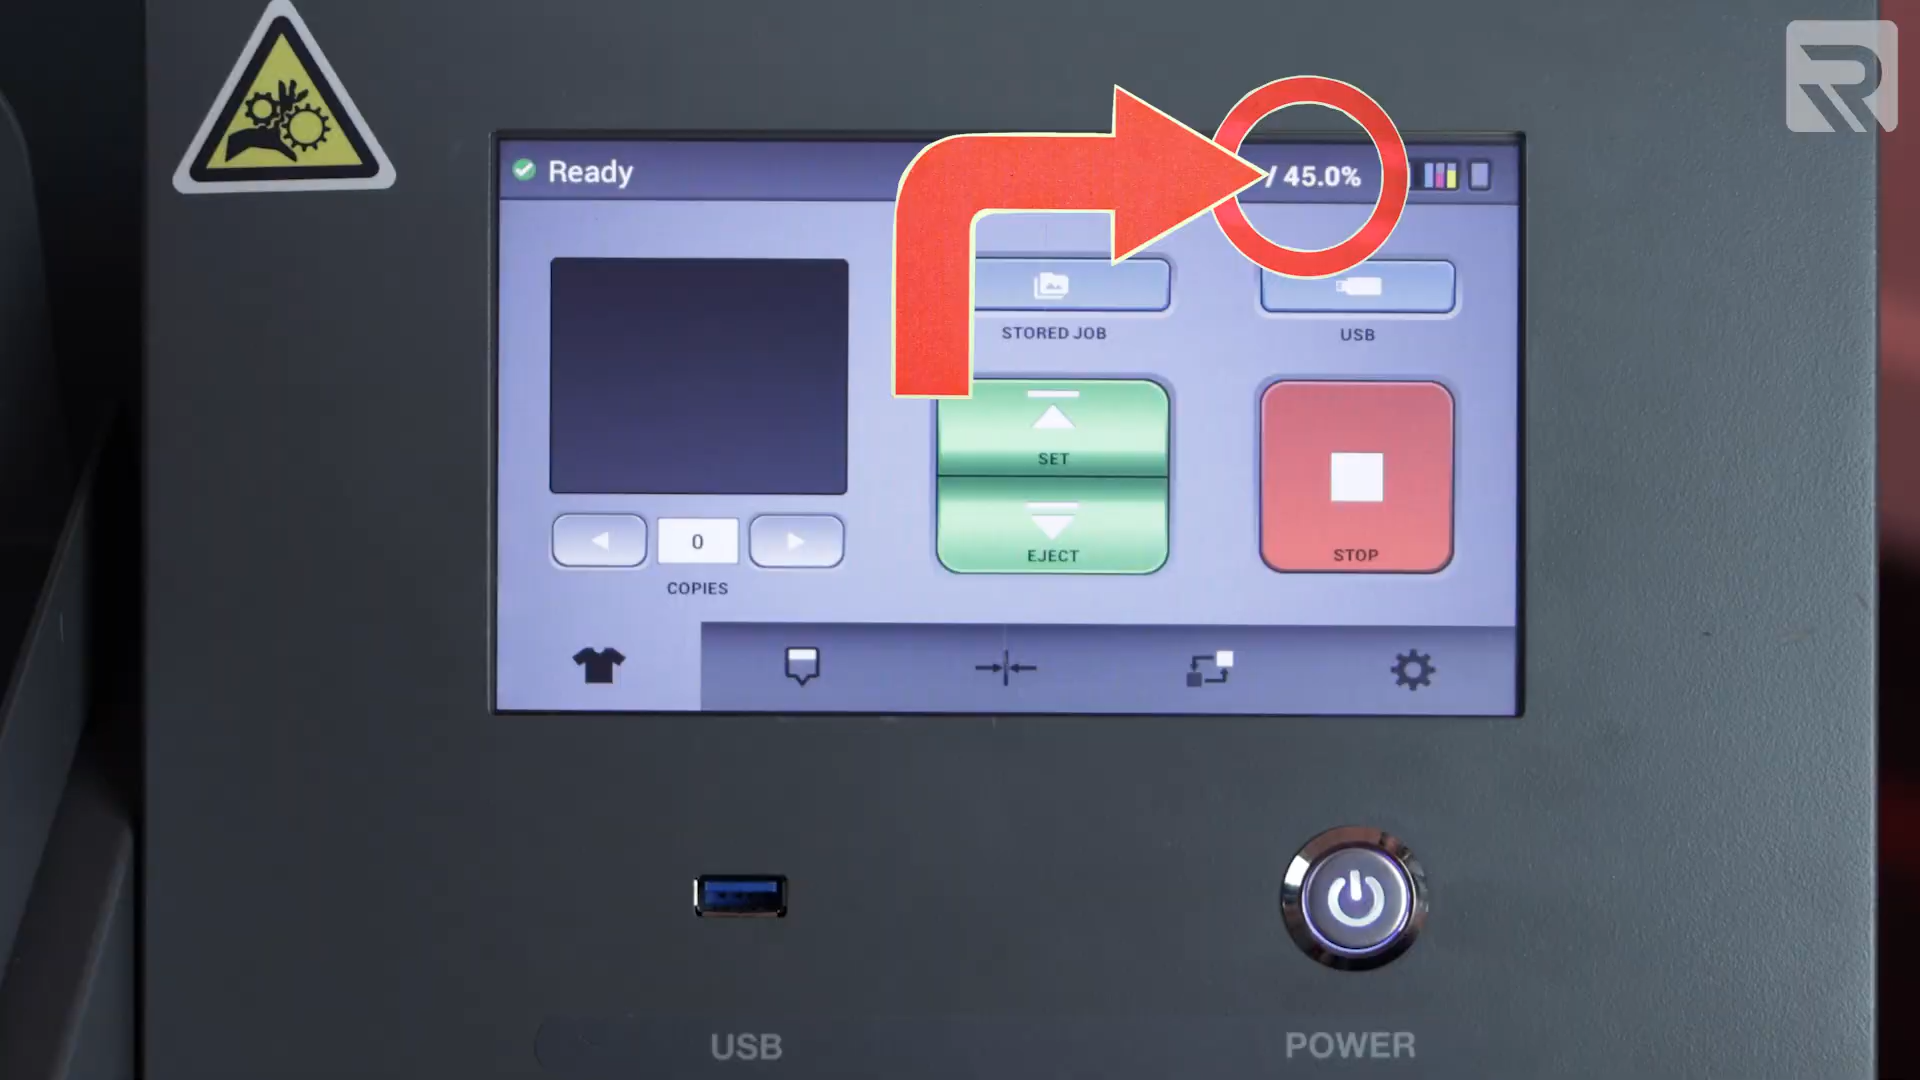 Ready
/ 45.0%
STORED JOB
USB
SET
STOP
EJECT
0
COPIES
USB
POWER